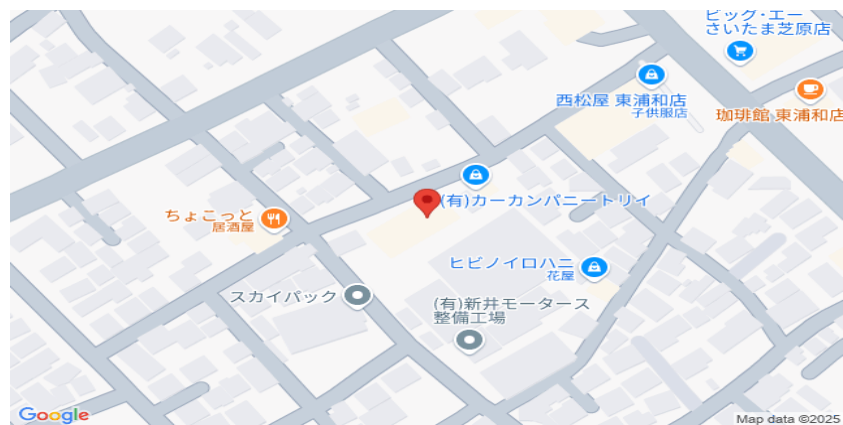 ビッグ・エー
さいたま芝原店
西松屋 東浦和店
子供服店
珈琲館 東浦和店
(有)カーカンパニートリイ
ちょこっと
居酒屋
ヒビノイロハニ
花屋
スカイパック
(有)新井モータース
整備工場
Google
Map data ©2025